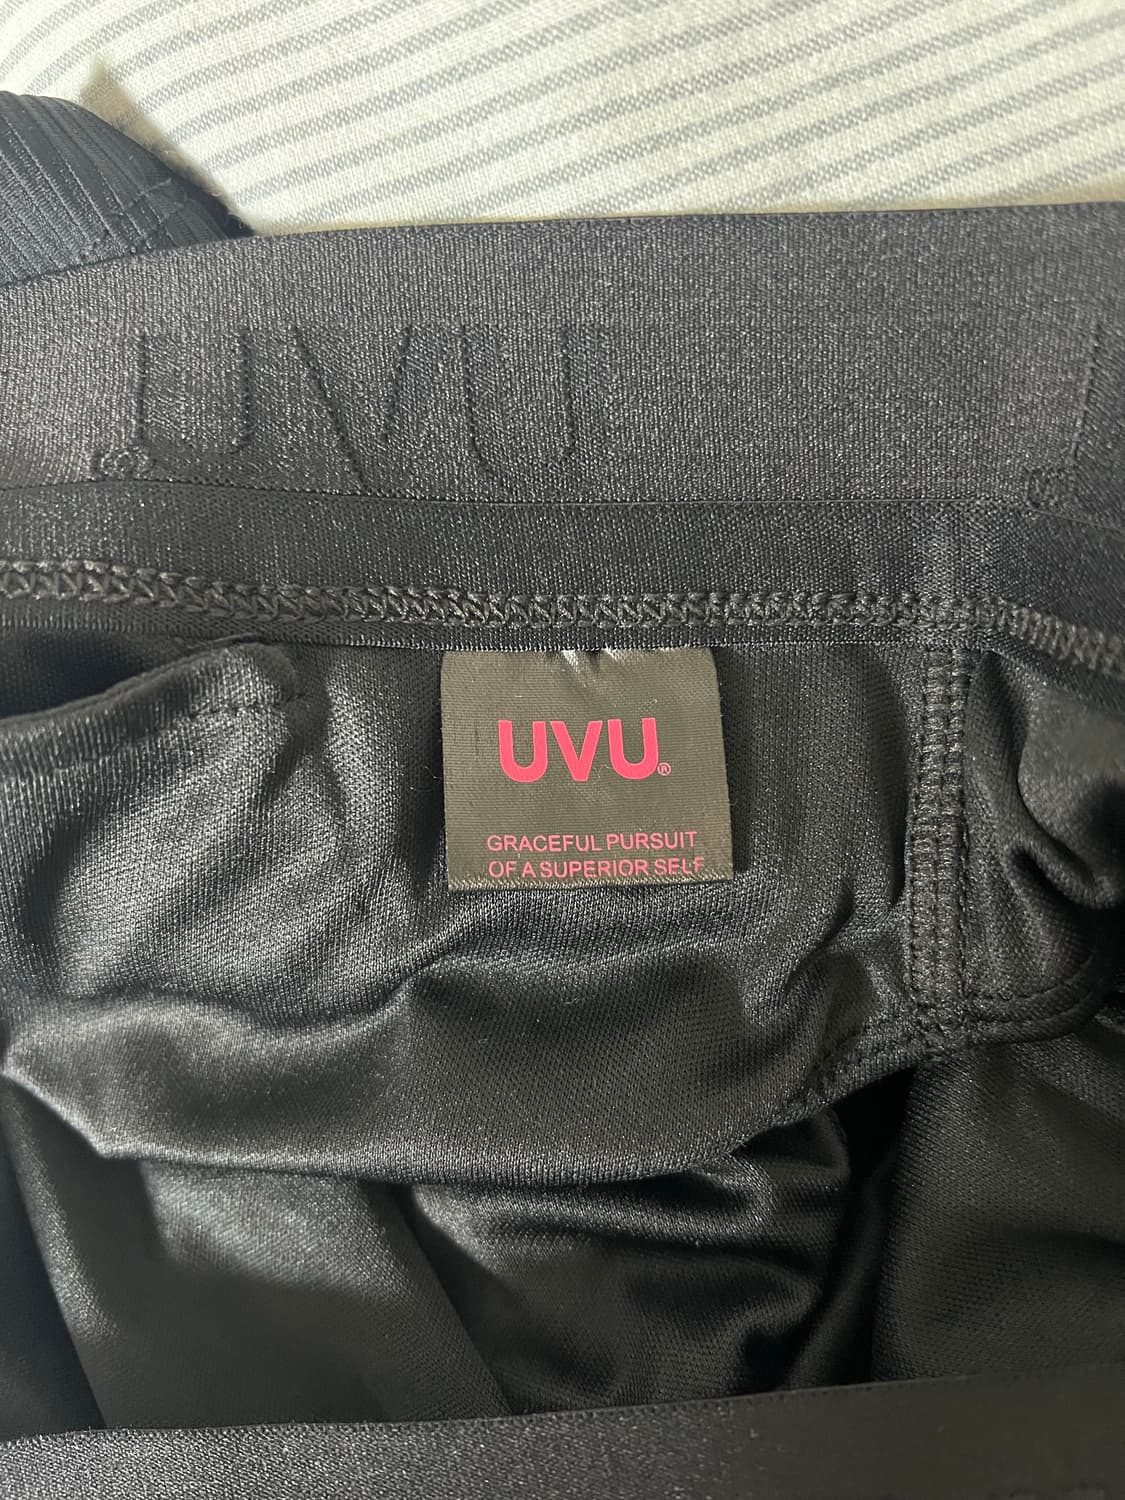 UVU
UVU®
GRACEFUL PURSUIT
OF A SUPERIOR SELF